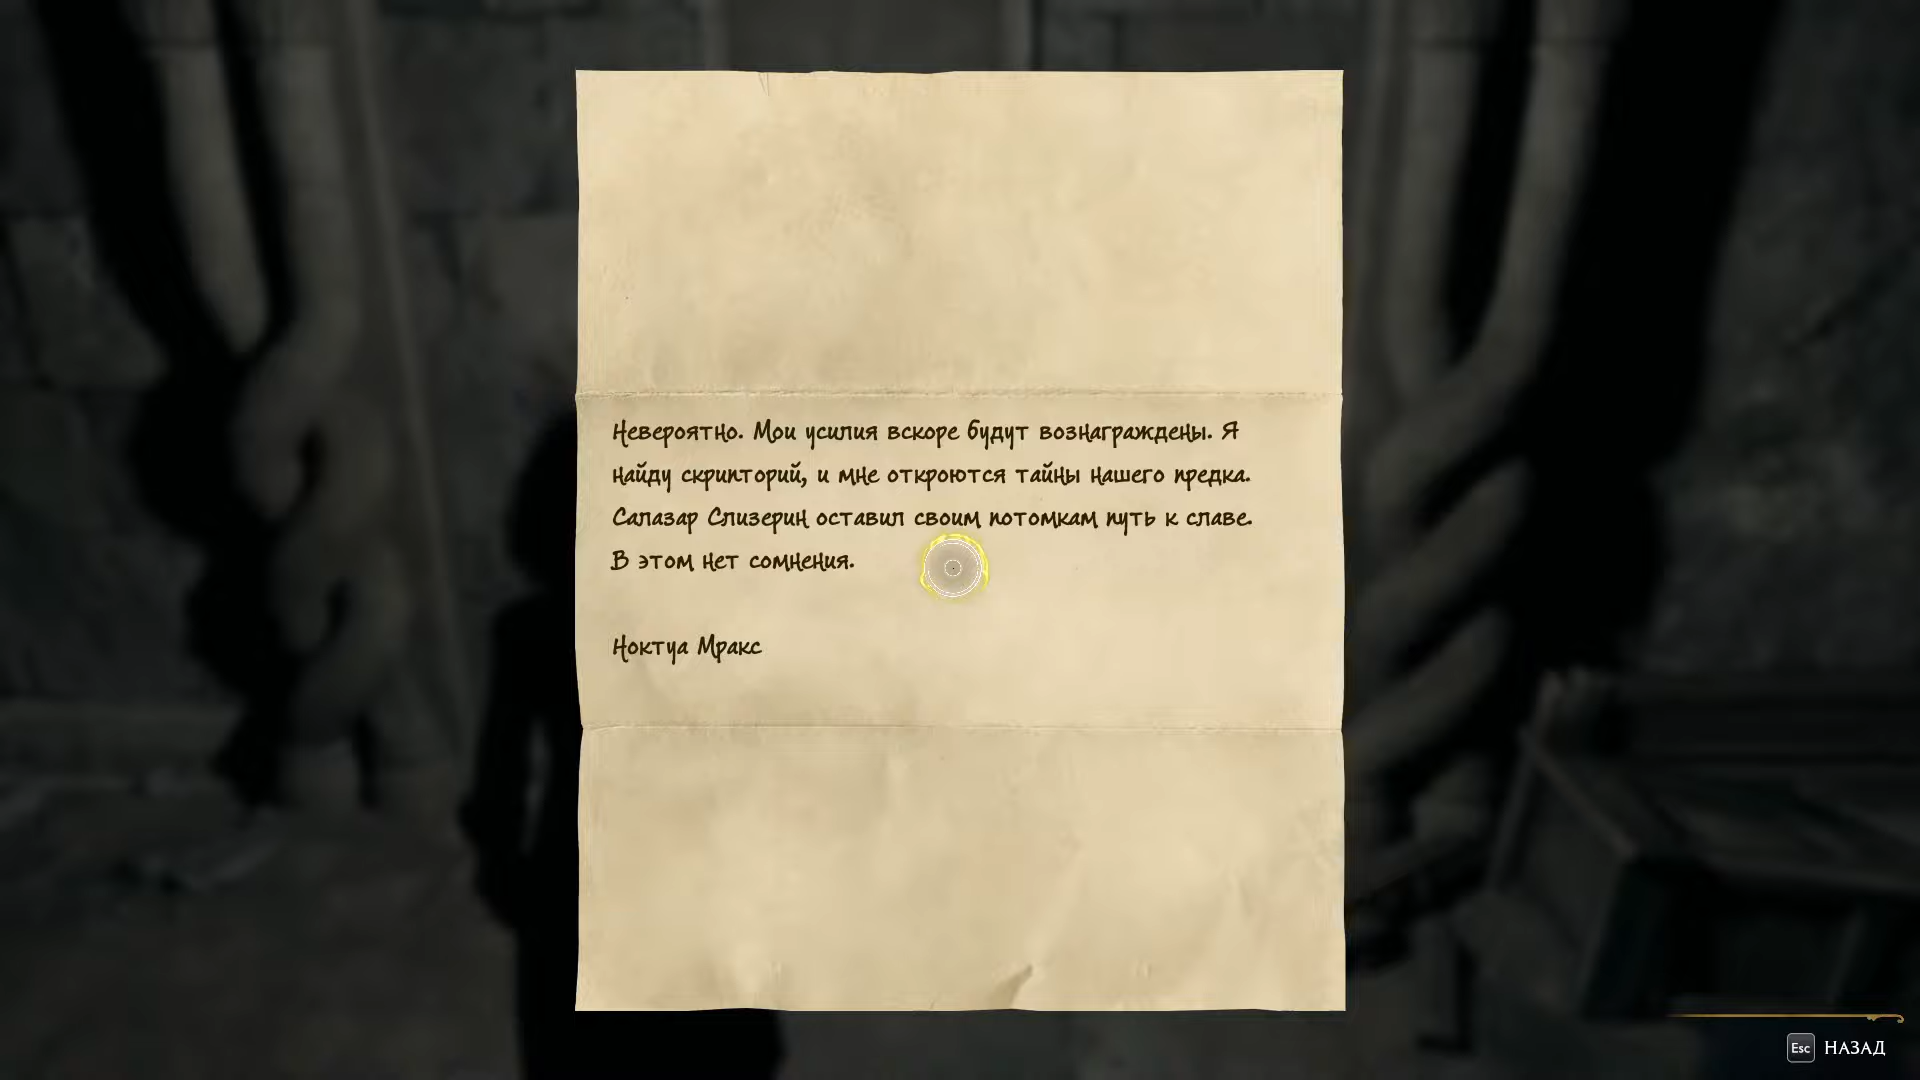 Невероятно. Мои усилия вскоре будут вознаграждены. Я
найду скрипторий, и мне откроются тайны нашего предка.
Салазар Слизерин оставил своим потомкам путь к славе.
В этом нет сомнения.
Ноктуа Мракс
Esc НАЗАД